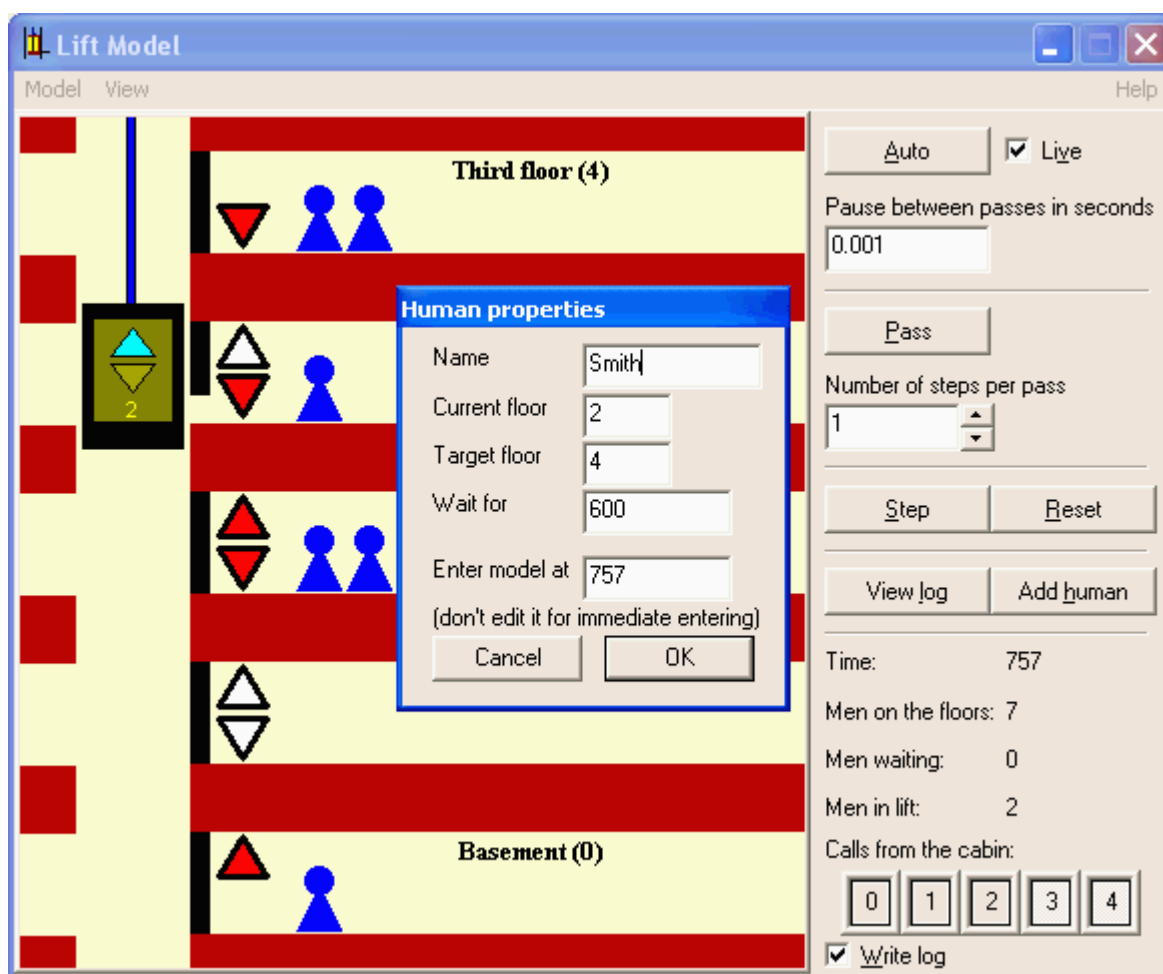 Lift Model
Model View Help
Third floor (4)
Auto
Live
Pause between passes in seconds
0.001
Human properties
Name Smith
Current floor 2
Target floor 4
Wait for 600
Enter model at 757
(don't edit it for immediate entering)
Cancel OK
2
Pass
Number of steps per pass
1
Step Reset
View log Add human
Time: 757
Men on the floors: 7
Men waiting: 0
Men in lift: 2
Basement (0)
Calls from the cabin:
0 1 2 3 4
Write log